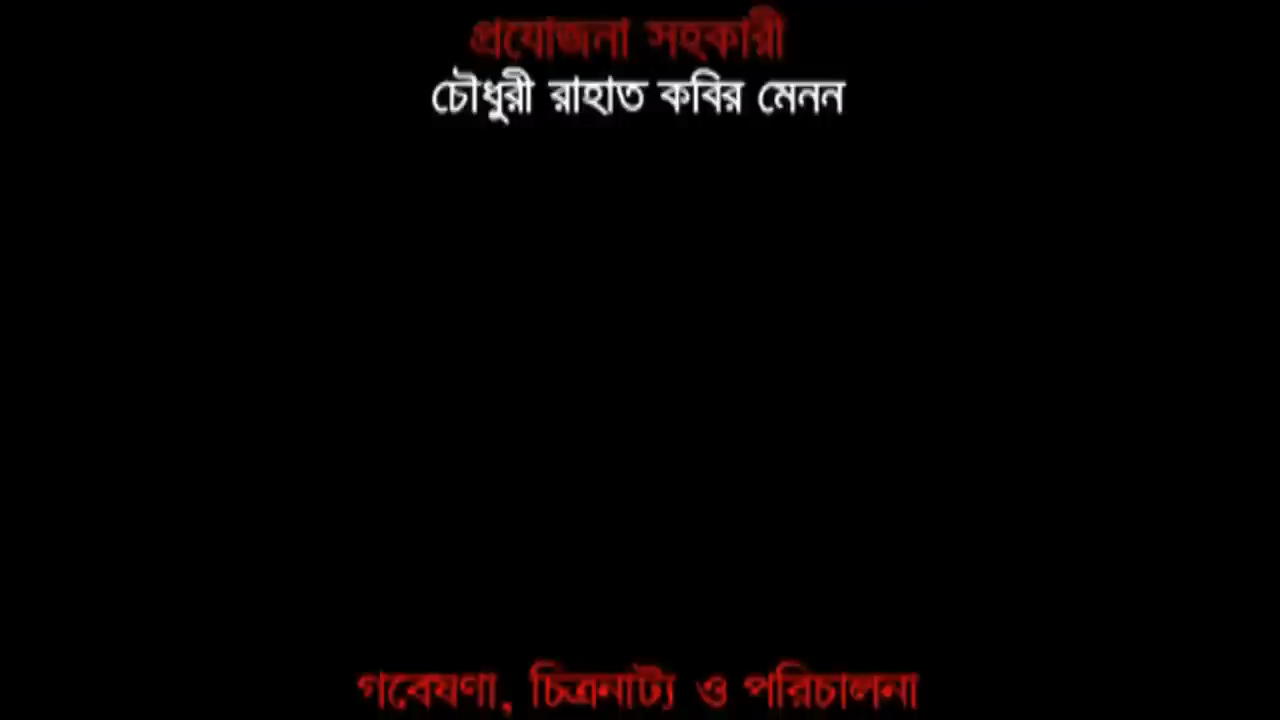 প্রযোজনা সহকারী
চৌধুরী রাহাত কবির মেনন
গবেষণা, চিত্রনাট্য ও পরিচালনা